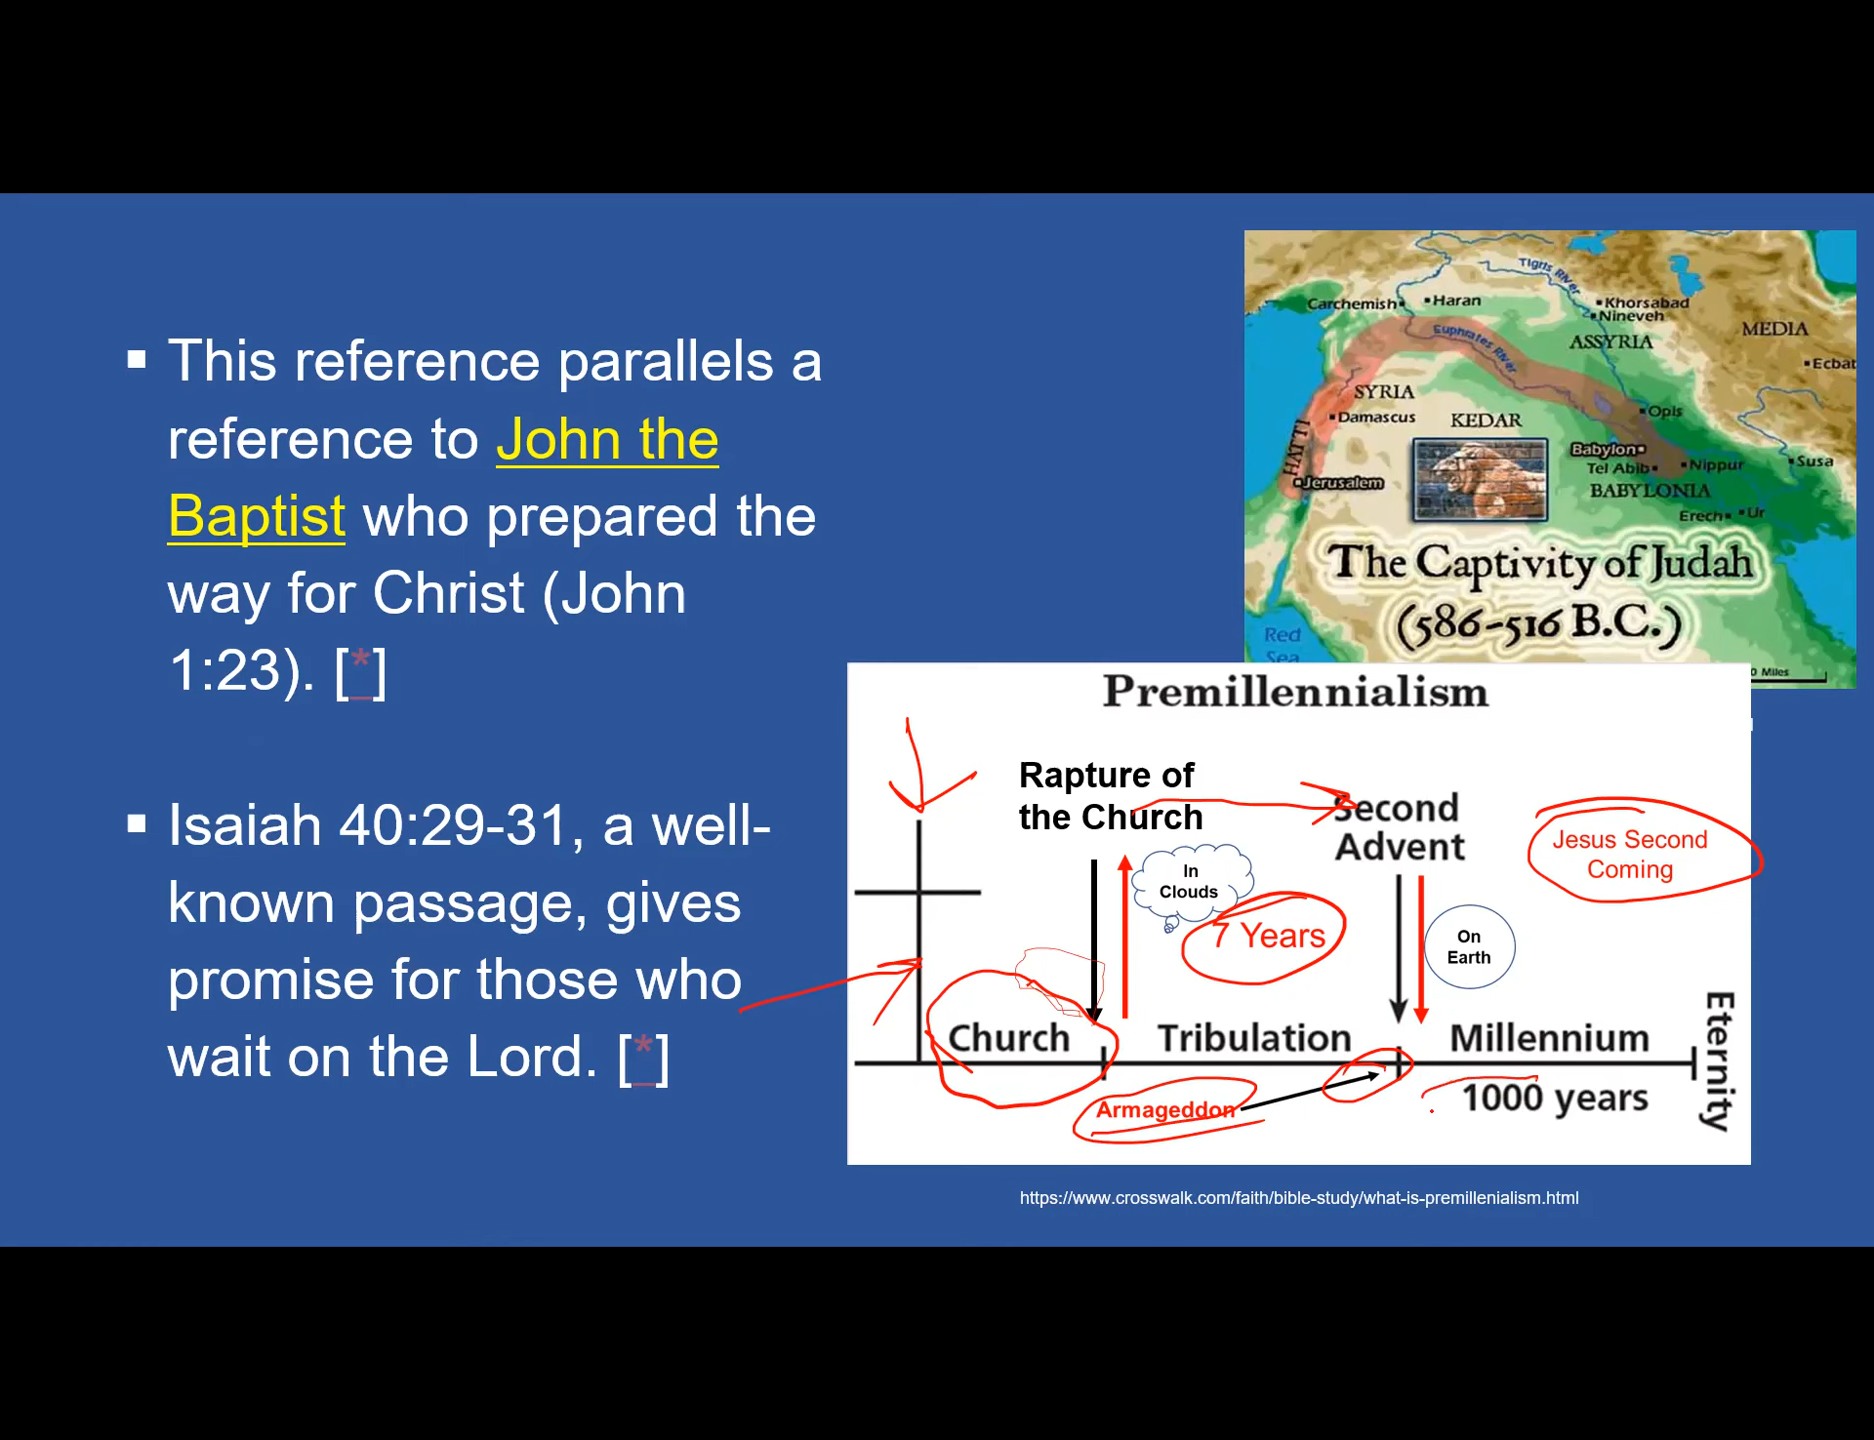 ▪ This reference parallels a
reference to John the
Baptist who prepared the
way for Christ (John
1:23). [*]
▪ Isaiah 40:29-31, a well-
known passage, gives
promise for those who
wait on the Lord. [*]
Tigris River
Carchemish
Haran
Khorsabad
Nineveh
MEDIA
Euphrates River
ASSYRIA
Ecbat
SYRIA
Damascus
KEDAR
Opis
HATTI
Babylon
Tel Abib
Nippur
Susa
Jerusalem
BABYLONIA
Erech
Ur
The Captivity of Judah
(586-516 B.C.)
Red
Sea
0 Miles
Premillennialism
Rapture of
the Church
Second
Advent
Jesus Second
Coming
In
Clouds
7 Years
On
Earth
Church
Tribulation
Millennium
Eternity
Armageddon
1000 years
https://www.crosswalk.com/faith/bible-study/what-is-premillenialism.html